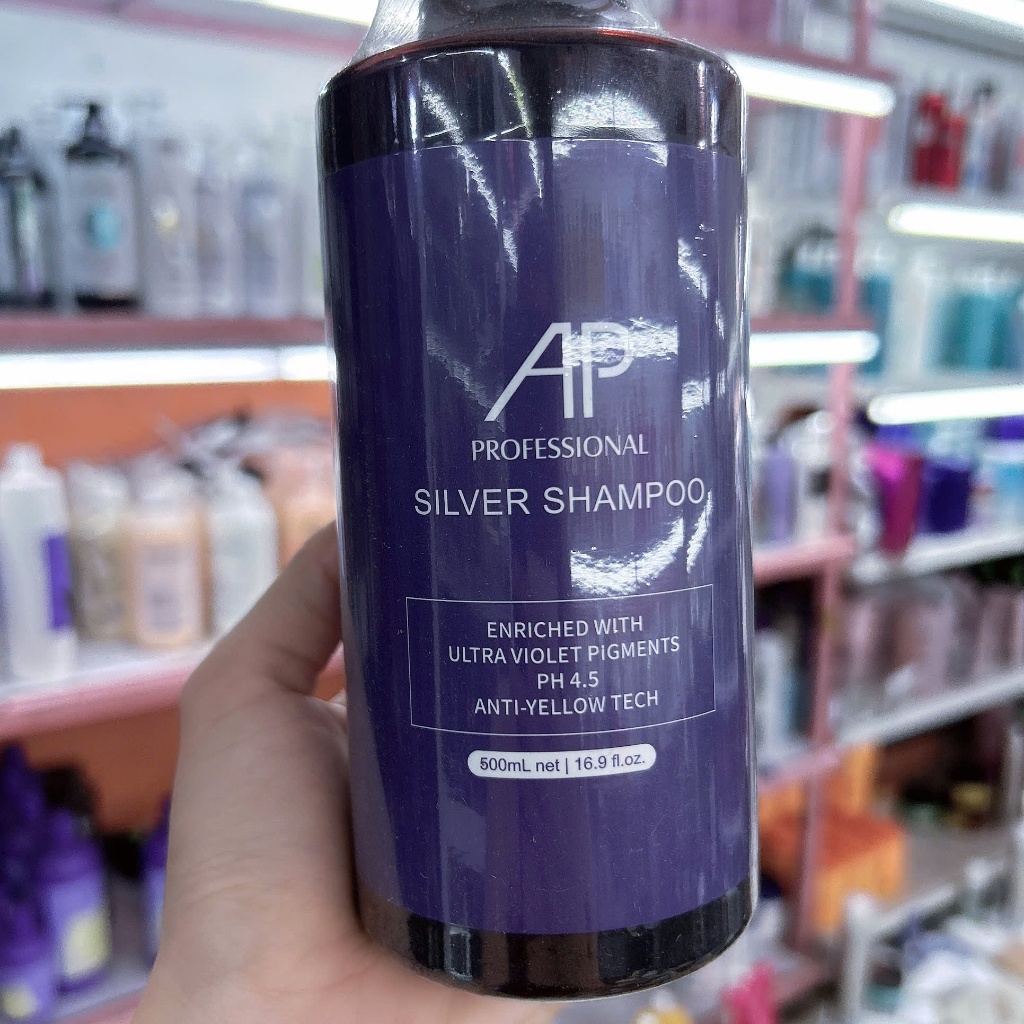 AP
PROFESSIONAL
SILVER SHAMPOO
ENRICHED WITH
ULTRA VIOLET PIGMENTS
PH 4.5
ANTI-YELLOW TECH
500mL net | 16.9 fl.oz.